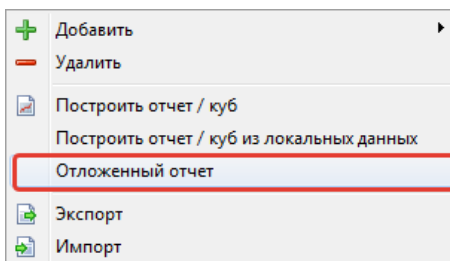 Добавить
Удалить
Построить отчет / куб
Построить отчет / куб из локальных данных
Отложенный отчет
Экспорт
Импорт